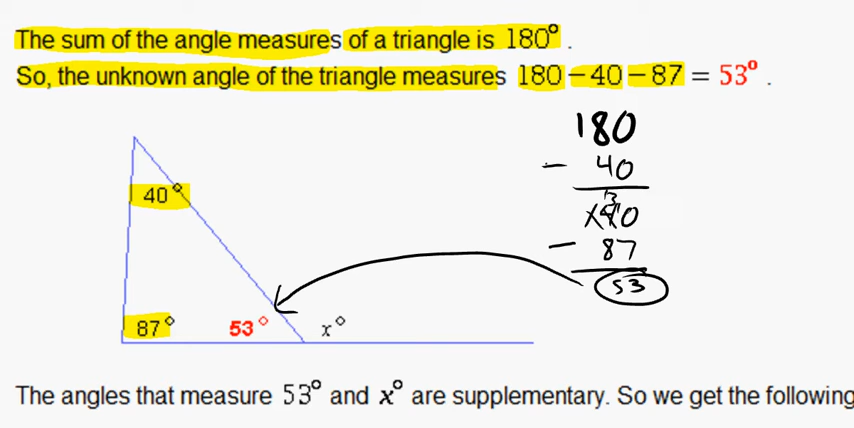 The sum of the angle measures of a triangle is 180° .
So, the unknown angle of the triangle measures 180 − 40 − 87 = 53° .
180
− 40
140
13
− 87
53
40°
87° 53° x°
The angles that measure 53° and x° are supplementary. So we get the following